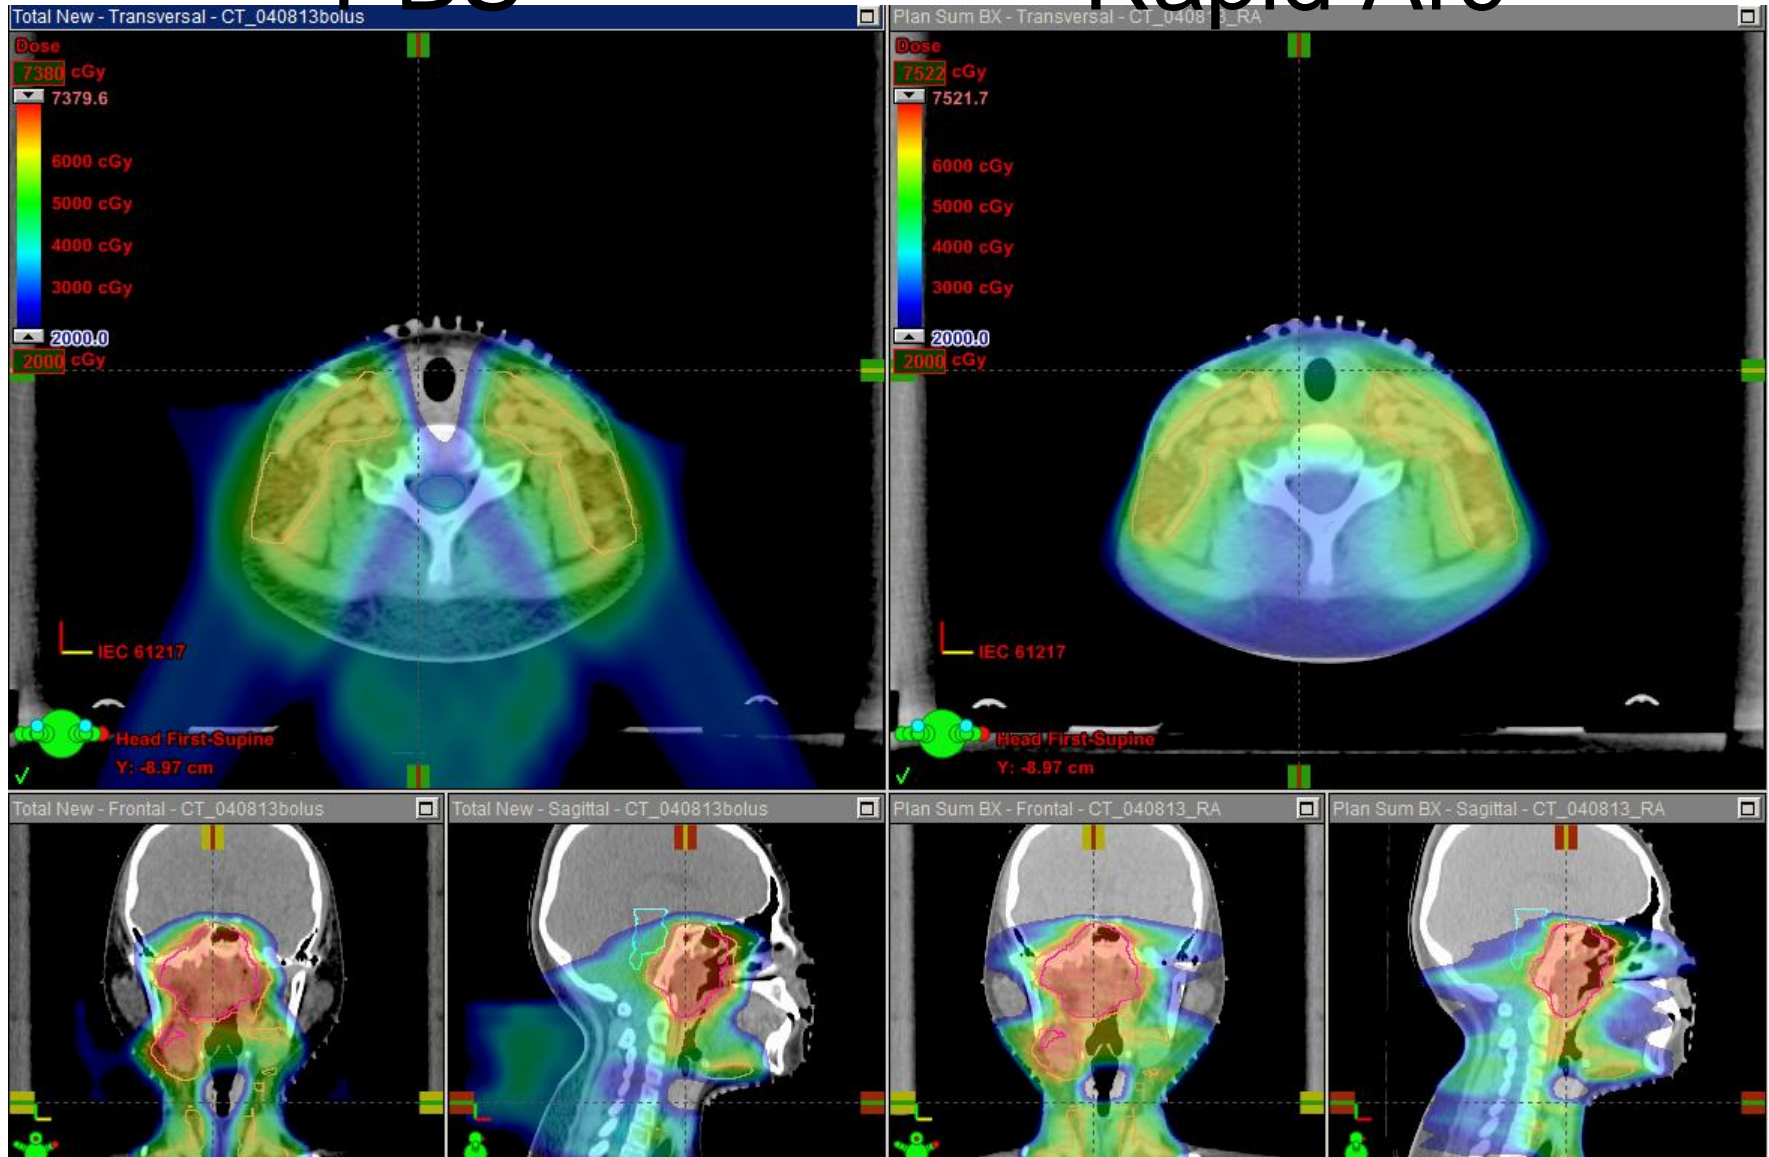 PBS
Rapid Arc
Total New - Transversal - CT_040813bolus
Dose
7380 cGy
7379.6
6000 cGy
5000 cGy
4000 cGy
3000 cGy
2000.0
2000 cGy
IEC 61217
Head First-Supine
Y: -8.97 cm
Plan Sum BX - Transversal - CT_040813_RA
Dose
7522 cGy
7521.7
6000 cGy
5000 cGy
4000 cGy
3000 cGy
2000.0
2000 cGy
IEC 61217
Head First-Supine
Y: -8.97 cm
Total New - Frontal - CT_040813bolus
Total New - Sagittal - CT_040813bolus
Plan Sum BX - Frontal - CT_040813_RA
Plan Sum BX - Sagittal - CT_040813_RA